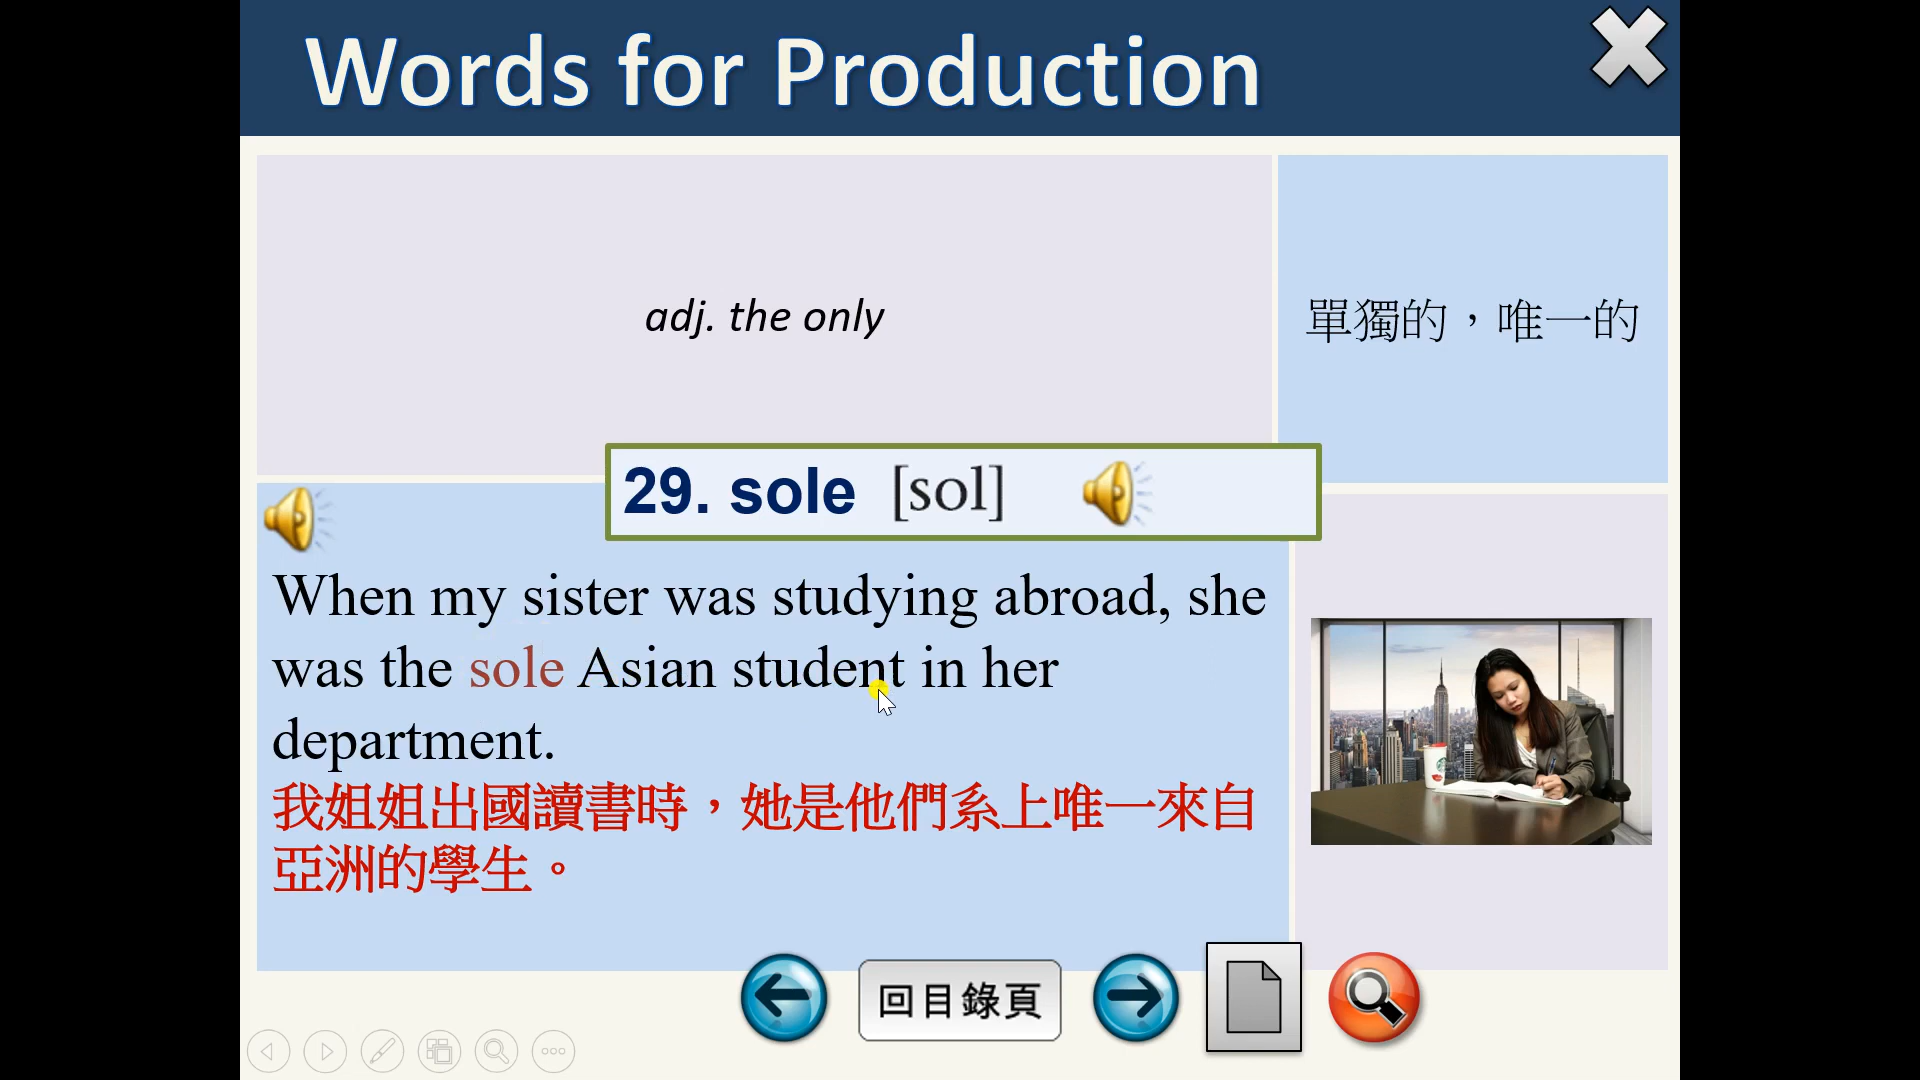 Words for Production
adj. the only
單獨的，唯一的
29. sole [sol]
When my sister was studying abroad, she
was the sole Asian student in her
department.
我姐姐出國讀書時，她是他們系上唯一來自
亞洲的學生。
回目錄頁